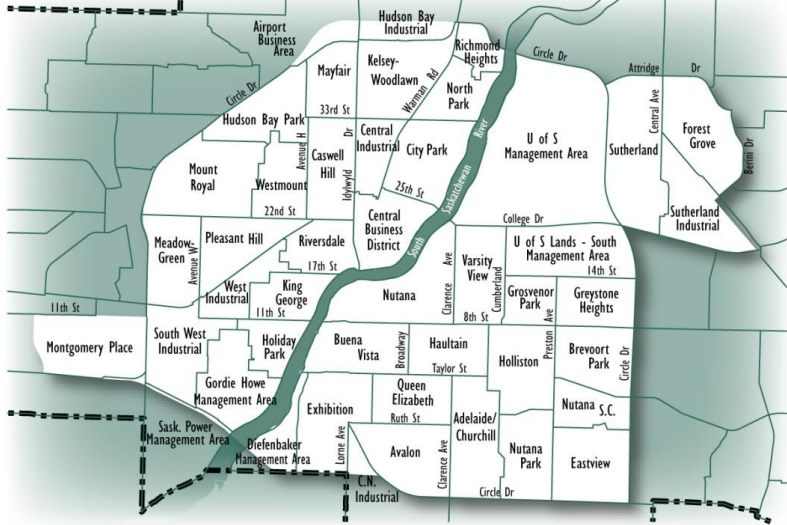 Airport
Business
Area
Hudson Bay
Industrial
Richmond
Heights
Circle Dr
Attridge Dr
Mayfair
Kelsey-
Woodlawn
Warman Rd
North
Park
Circle Dr
33rd St
Hudson Bay Park
Avenue H
Caswell
Hill
Idylwyld Dr
Central
Industrial
City Park
River
U of S
Management Area
Sutherland
Central Ave
Forest
Grove
Berini Dr
Mount
Royal
Westmount
22nd St
25th St
Saskatchewan
South
College Dr
Sutherland
Industrial
Central
Business
District
Meadow-
Green
Avenue W
Pleasant Hill
Riversdale
17th St
West
Industrial
King
George
11th St
11th St
Nutana
Clarence Ave
Varsity
View
Cumberland
U of S Lands - South
Management Area
14th St
Grosvenor
Park
Greystone
Heights
8th St
Preston Ave
Montgomery Place
South West
Industrial
Holiday
Park
Buena
Vista
Broadway
Haultain
Taylor St
Holliston
Brevoort
Park
Circle Dr
Gordie Howe
Management Area
Exhibition
Queen
Elizabeth
Ruth St
Adelaide/
Churchill
Nutana S.C.
Sask. Power
Management Area
Diefenbaker
Management Area
Lorne Ave
Avalon
Clarence Ave
Nutana
Park
Eastview
C.N.
Industrial
Circle Dr